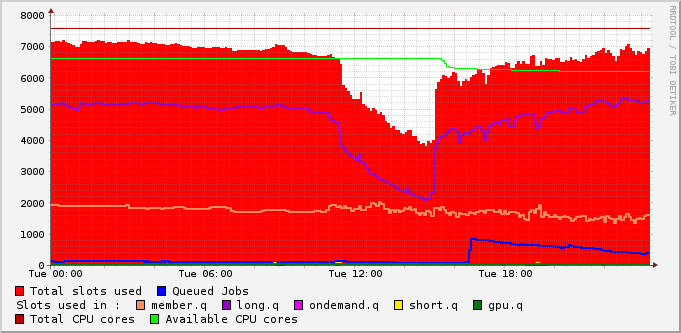 8000
7000
6000
5000
4000
3000
2000
1000
0
Tue 00:00 Tue 06:00 Tue 12:00 Tue 18:00
RRDTOOL / TOBI OETIKER
Total slots used Queued Jobs
Slots used in : member.q long.q ondemand.q short.q gpu.q
Total CPU cores Available CPU cores